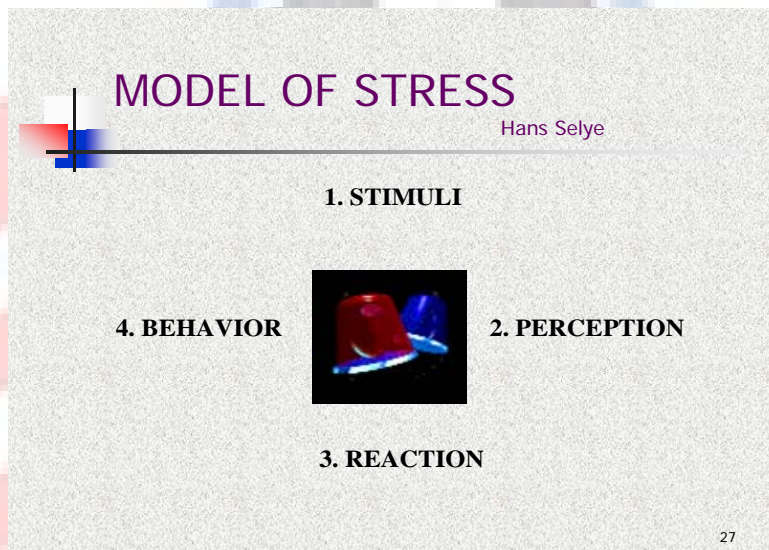 MODEL OF STRESS
Hans Selye
1. STIMULI
4. BEHAVIOR
2. PERCEPTION
3. REACTION
27